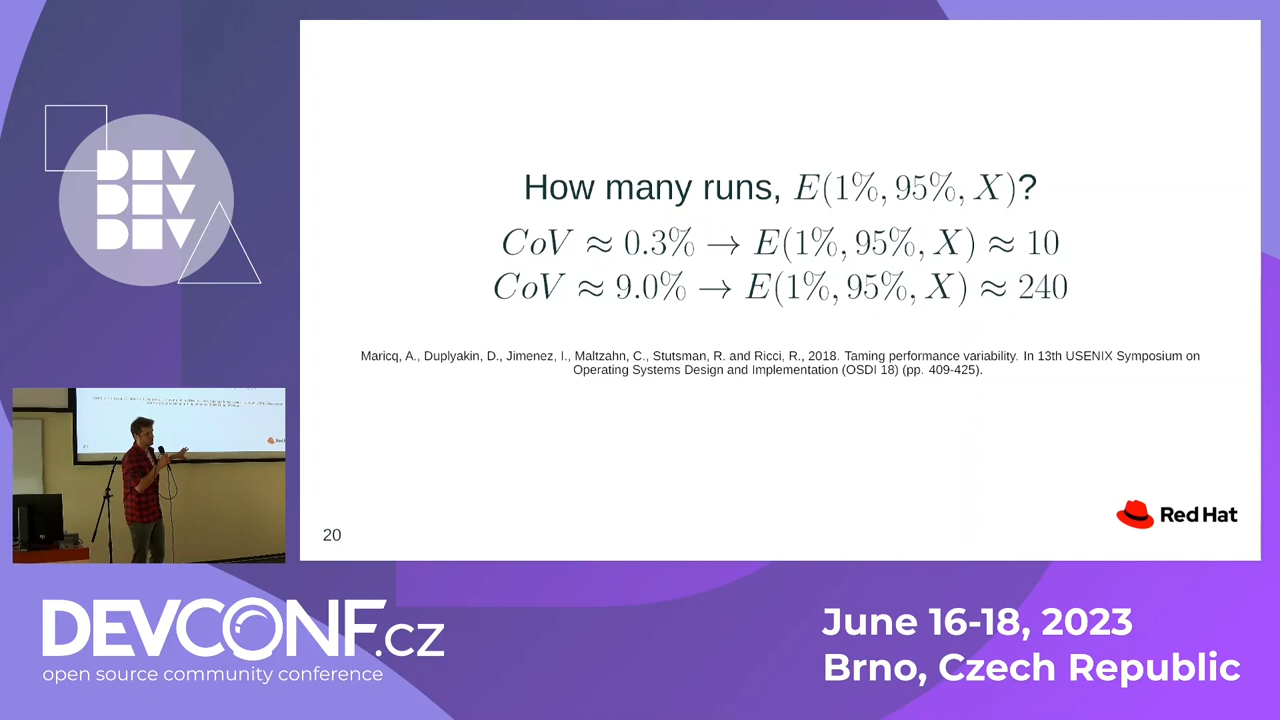 DEV
DEV
DEV
How many runs, E(1%, 95%, X)?
CoV ≈ 0.3% → E(1%, 95%, X) ≈ 10
CoV ≈ 9.0% → E(1%, 95%, X) ≈ 240
Maricq, A., Duplyakin, D., Jimenez, I., Maltzahn, C., Stutsman, R. and Ricci, R., 2018. Taming performance variability. In 13th USENIX Symposium on
Operating Systems Design and Implementation (OSDI 18) (pp. 409-425).
Red Hat
20
DEVCONF.cz
open source community conference
June 16-18, 2023
Brno, Czech Republic